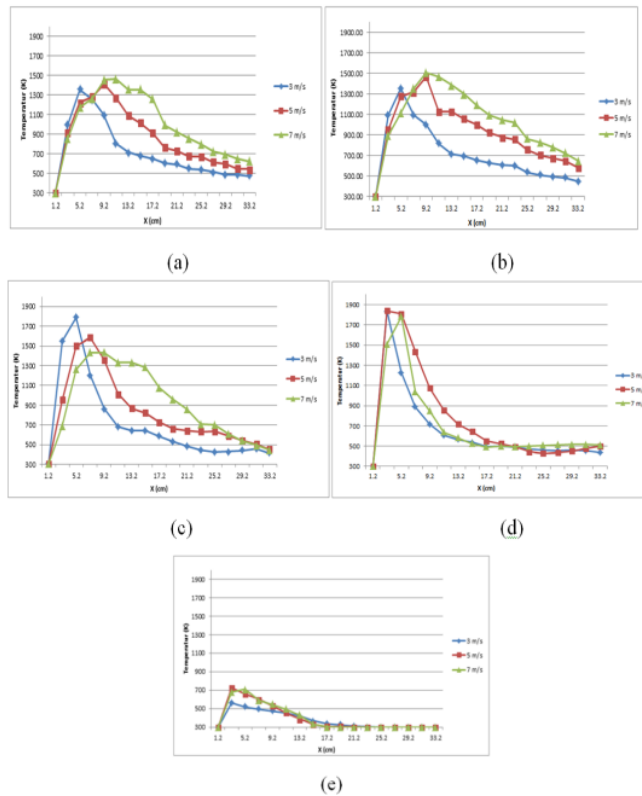 1900
1700
1500
1300
1100
900
700
500
300
Temperatur (K)
1.2 5.2 9.2 13.2 17.2 21.2 25.2 29.2 33.2
X (cm)
3 m/s
5 m/s
7 m/s
(a)
1900.00
1700.00
1500.00
1300.00
1100.00
900.00
700.00
500.00
300.00
Temperatur (K)
1.2 5.2 9.2 13.2 17.2 21.2 25.2 29.2 33.2
X (cm)
3 m/s
5 m/s
7 m/s
(b)
1900
1700
1500
1300
1100
900
700
500
300
Temperatur (K)
1.2 5.2 9.2 13.2 17.2 21.2 25.2 29.2 33.2
X (cm)
3 m/s
5 m/s
7 m/s
(c)
1900
1700
1500
1300
1100
900
700
500
300
Temperatur (K)
1.2 5.2 9.2 13.2 17.2 21.2 25.2 29.2 33.2
X (cm)
3 m/
5 m/
7 m/
(d)
1900
1700
1500
1300
1100
900
700
500
300
Temperatur (K)
1.2 5.2 9.2 13.2 17.2 21.2 25.2 29.2 33.2
X (cm)
3 m/s
5 m/s
7 m/s
(e)